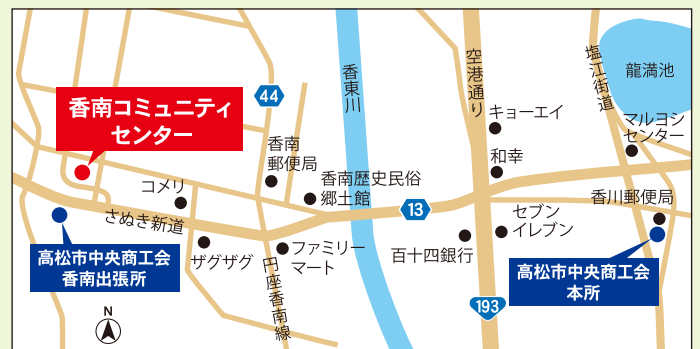 香南コミュニティ
センター
44
香南
郵便局
香東川
空港通り
キョーエイ
塩江街道
龍満池
マルヨシ
センター
和幸
コメリ
香南歴史民俗
郷土館
さぬき新道
13
香川郵便局
セブン
イレブン
高松市中央商工会
香南出張所
ザグザグ
ファミリー
マート
百十四銀行
高松市中央商工会
本所
円座香南線
193
N